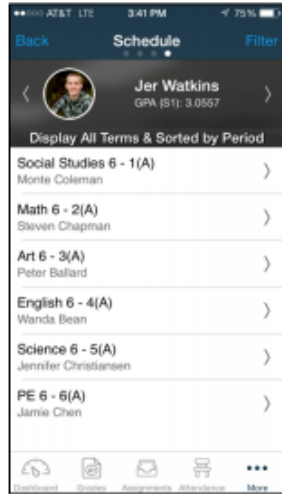 AT&T LTE 3:41 PM 75%
Back Schedule Filter
Jer Watkins
GPA (S1): 3.0557
Display All Terms & Sorted by Period
Social Studies 6 - 1(A)
Monte Coleman
Math 6 - 2(A)
Steven Chapman
Art 6 - 3(A)
Peter Ballard
English 6 - 4(A)
Wanda Bean
Science 6 - 5(A)
Jennifer Christiansen
PE 6 - 6(A)
Jamie Chen
Dashboard Grades Assignments Attendance More